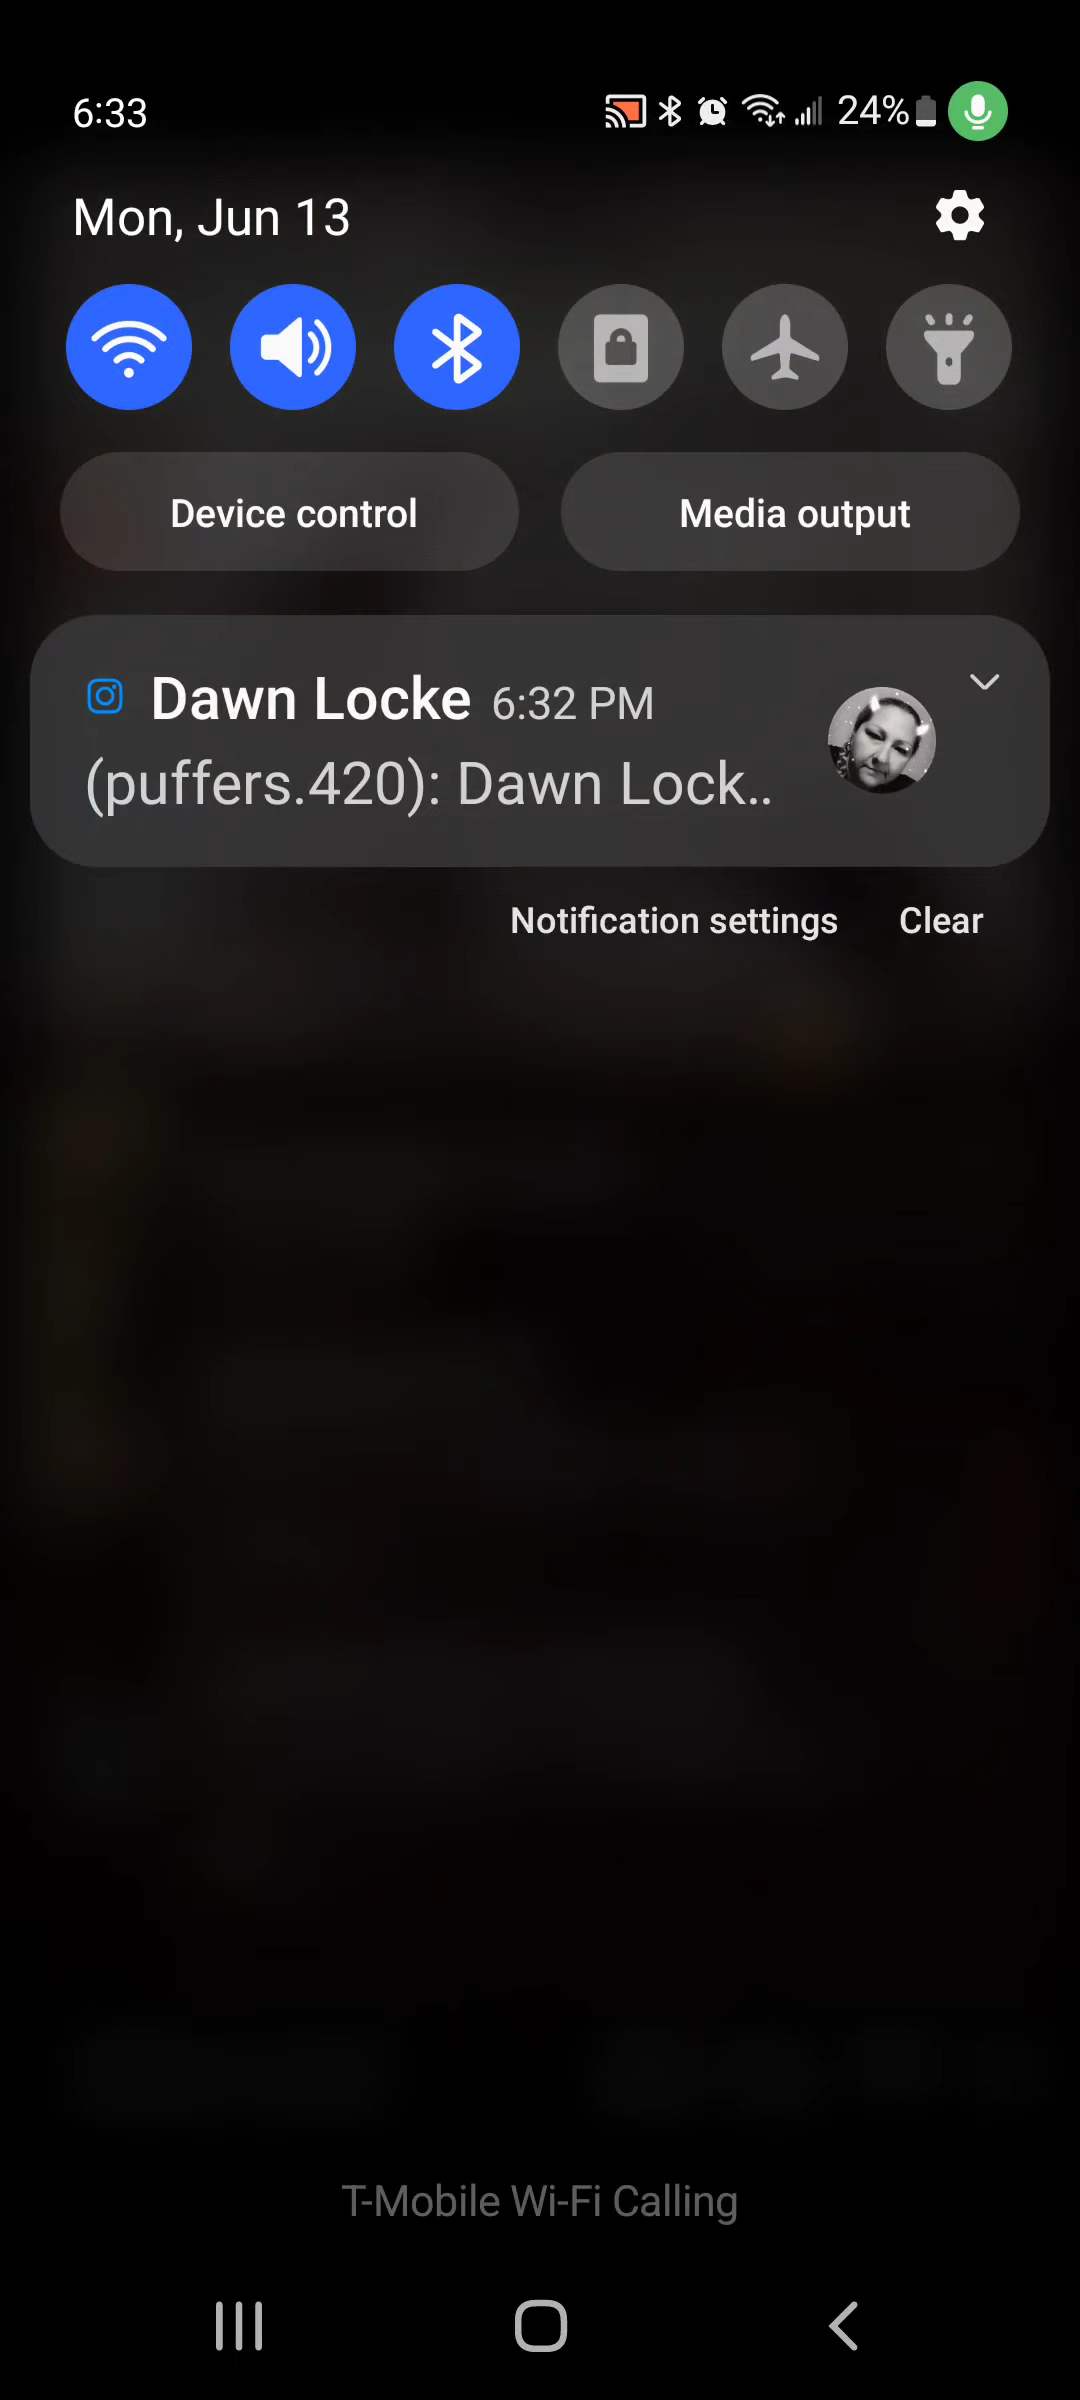 6:33 24%
Mon, Jun 13
Device control Media output
Dawn Locke 6:32 PM
(puffers.420): Dawn Lock..
Notification settings Clear
T-Mobile Wi-Fi Calling